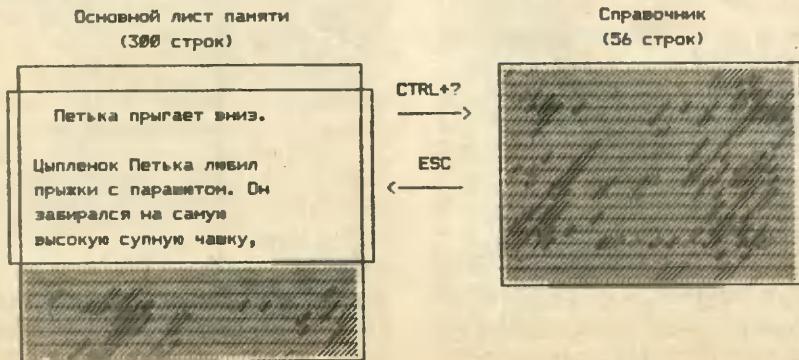 Основной лист памяти
(300 строк)
Справочник
(56 строк)
CTRL+?
Петька прыгает вниз.
ESC
Цыпленок Петька любил
прыжки с парашютом. Он
забирался на самую
высокую супную чашку,